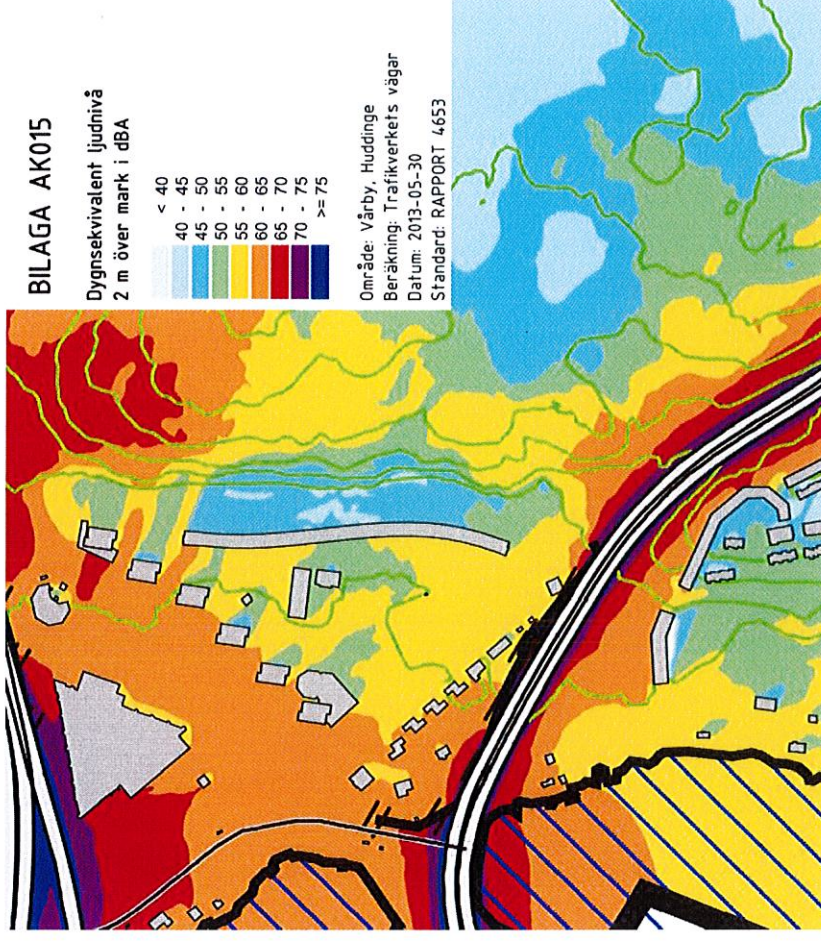 BILAGA AK015
Dygnsekvivalent ljudnivå
2 m över mark i dBA
< 40
40 - 45
45 - 50
50 - 55
55 - 60
60 - 65
65 - 70
70 - 75
>= 75
Område: Vårby, Huddinge
Beräkning: Trafikverkets vägar
Datum: 2013-05-30
Standard: RAPPORT 4653